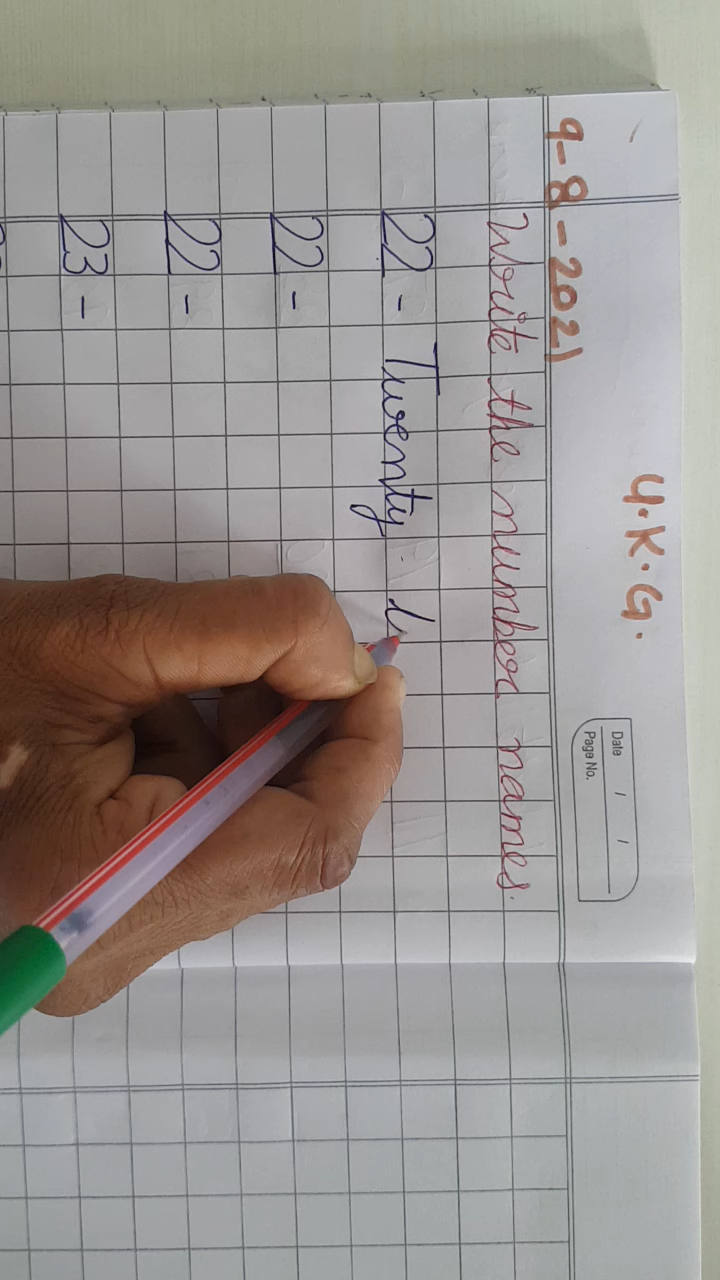 U.K.G.
Date / /
Page No.
9-8-2021
Write the number names.
22 - Twenty
22 -
22 -
23 -